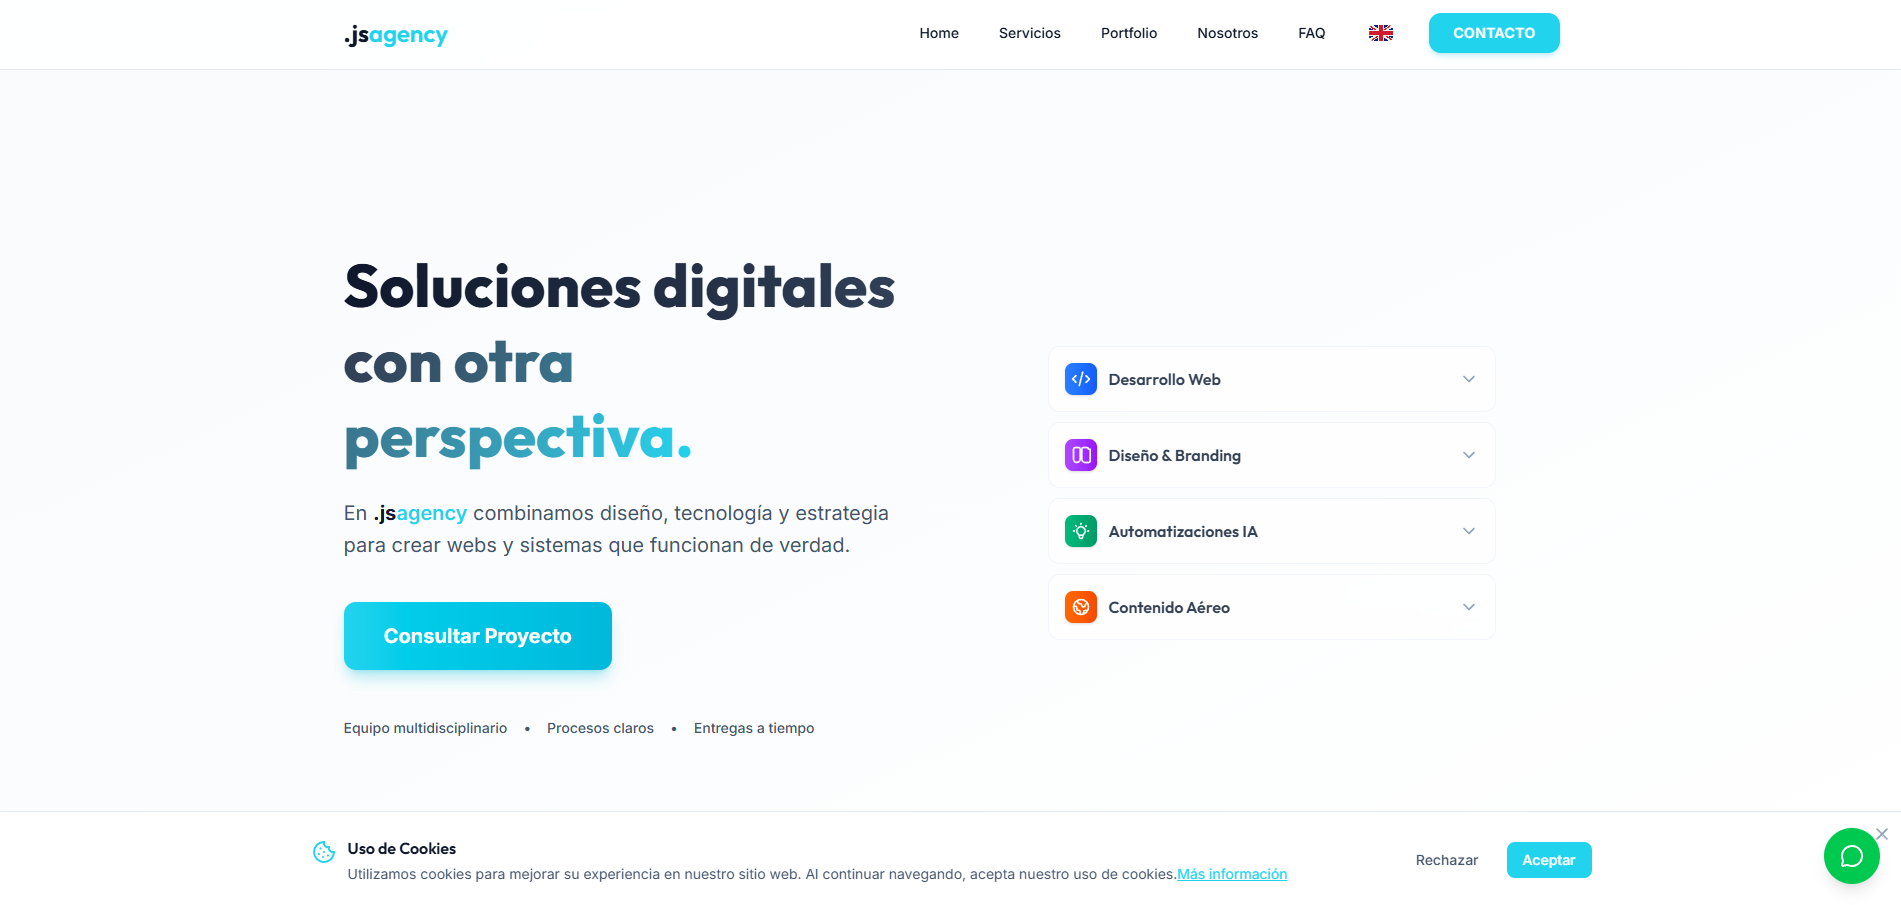 .jsagency
Home
Servicios
Portfolio
Nosotros
FAQ
CONTACTO
Soluciones digitales
con otra
perspectiva.
En .jsagency combinamos diseño, tecnología y estrategia
para crear webs y sistemas que funcionan de verdad.
Consultar Proyecto
Equipo multidisciplinario • Procesos claros • Entregas a tiempo
Desarrollo Web
Diseño & Branding
Automatizaciones IA
Contenido Aéreo
Uso de Cookies
Utilizamos cookies para mejorar su experiencia en nuestro sitio web. Al continuar navegando, acepta nuestro uso de cookies.Más información
Rechazar
Aceptar